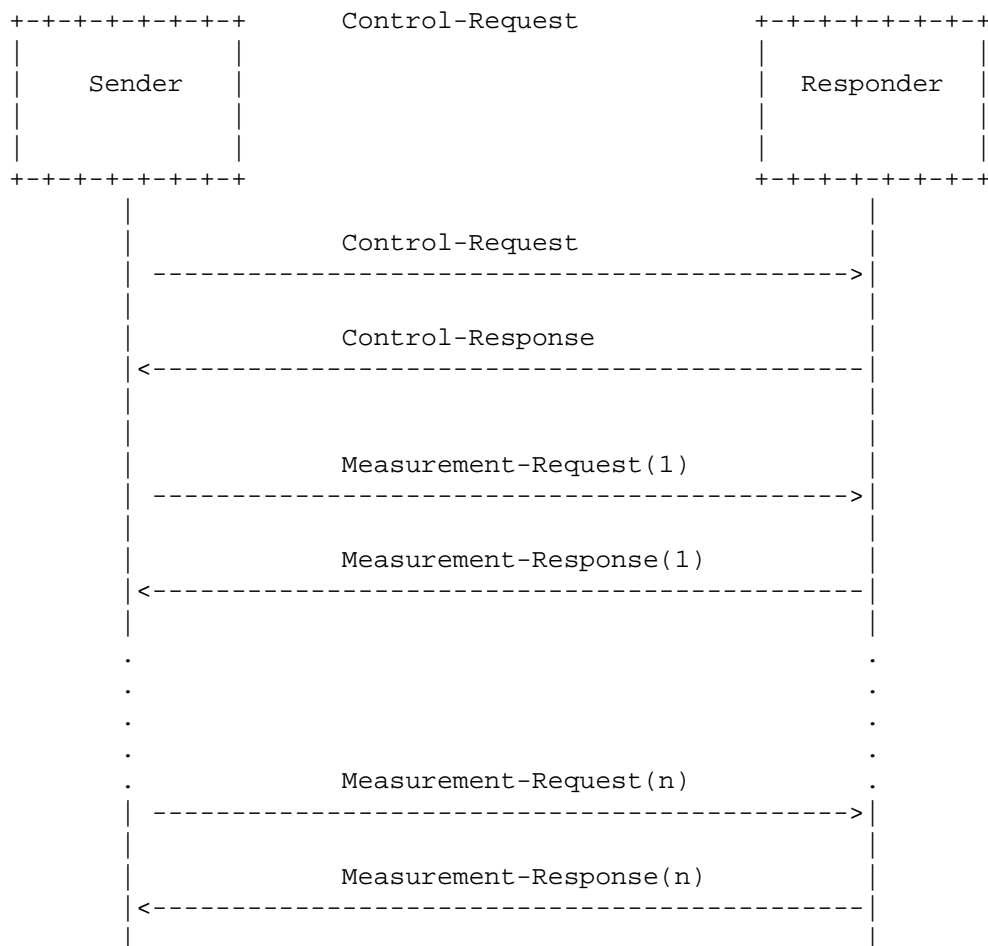 Control-Request
Sender Responder
Control-Request
Control-Response
Measurement-Request(1)
Measurement-Response(1)
Measurement-Request(n)
Measurement-Response(n)